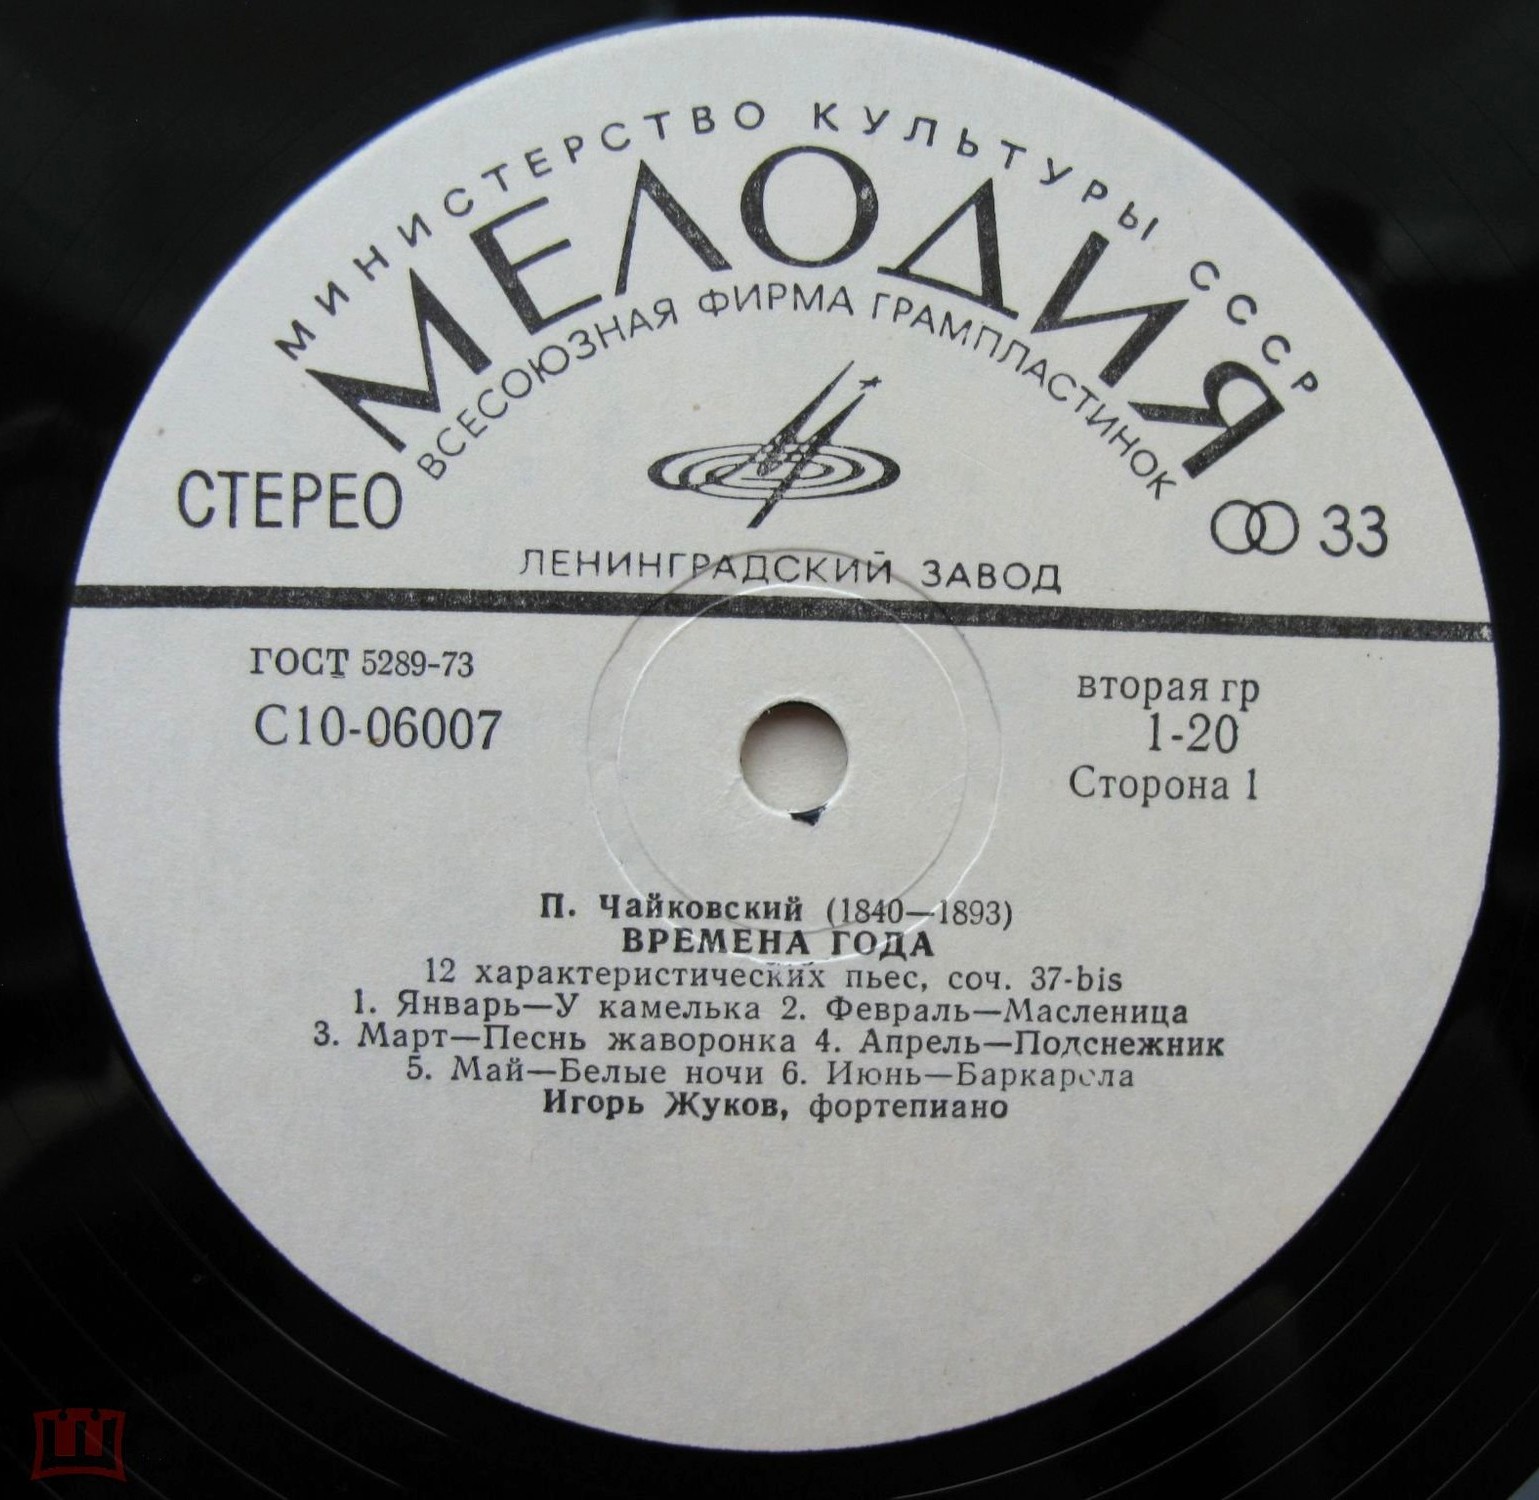 МИНИСТЕРСТВО КУЛЬТУРЫ СССР
МЕЛОДИЯ
ВСЕСОЮЗНАЯ ФИРМА ГРАМПЛАСТИНОК
СТЕРЕО
33
ЛЕНИНГРАДСКИЙ ЗАВОД
ГОСТ 5289-73
С10-06007
вторая гр
1-20
Сторона 1
П. Чайковский (1840—1893)
ВРЕМЕНА ГОДА
12 характеристических пьес, соч. 37-bis
1. Январь—У камелька 2. Февраль—Масленица
3. Март—Песнь жаворонка 4. Апрель—Подснежник
5. Май—Белые ночи 6. Июнь—Баркарола
Игорь Жуков, фортепиано